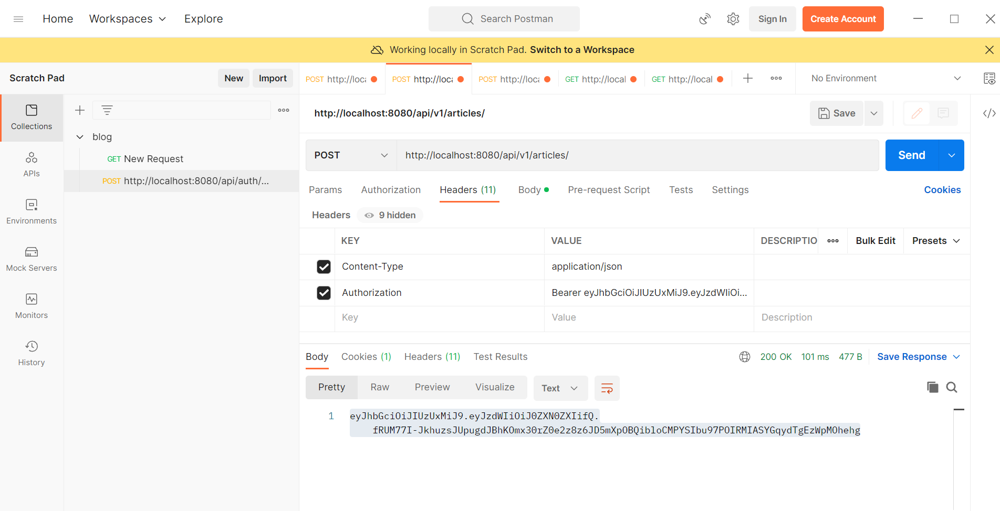 Home Workspaces Explore Search Postman Sign In Create Account
Working locally in Scratch Pad. Switch to a Workspace
Scratch Pad New Import
POST http://loca POST http://loca POST http://loca GET http://local GET http://local No Environment
Collections
APIs
Environments
Mock Servers
Monitors
History
blog
GET New Request
POST http://localhost:8080/api/auth/...
http://localhost:8080/api/v1/articles/ Save
POST http://localhost:8080/api/v1/articles/ Send
Params Authorization Headers (11) Body Pre-request Script Tests Settings Cookies
Headers 9 hidden
KEY VALUE DESCRIPTIO Bulk Edit Presets
Content-Type application/json
Authorization Bearer eyJhbGciOiJIUzUxMiJ9.eyJzdWIiOi...
Key Value Description
Body Cookies (1) Headers (11) Test Results 200 OK 101 ms 477 B Save Response
Pretty Raw Preview Visualize Text
1 eyJhbGciOiJIUzUxMiJ9.eyJzdWIiOiJ0ZXN0ZXIifQ.
fRUM77I-JkhuzsJUpugdJBhKOmx30rZ0e2z8z6JD5mXpOBQibloCMPYSIbu97POIRMIASYGqydTgEzWpMOhehg